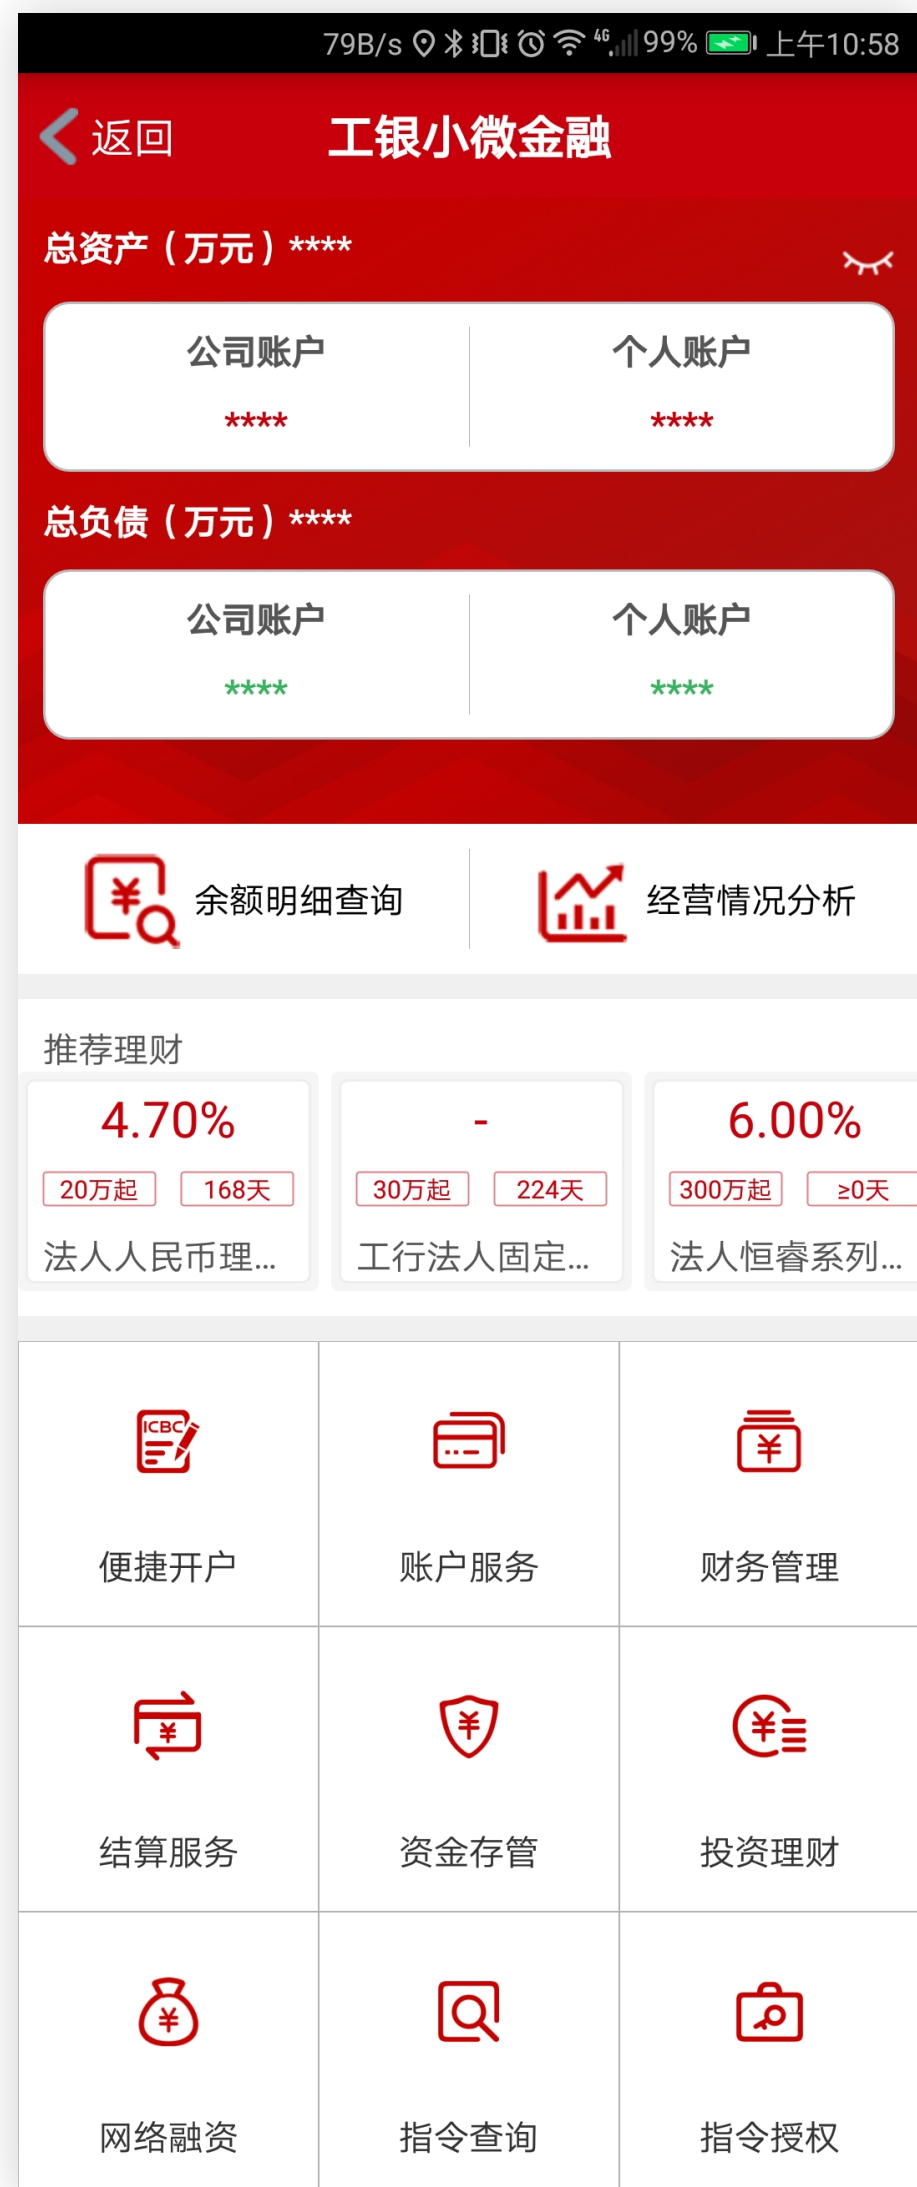 79B/s 4G 99% 上午10:58
返回 工银小微金融
总资产（万元）****
公司账户 个人账户
**** ****
总负债（万元）****
公司账户 个人账户
**** ****
余额明细查询 经营情况分析
推荐理财
4.70% - 6.00%
20万起 168天 30万起 224天 300万起 ≥0天
法人人民币理... 工行法人固定... 法人恒睿系列...
ICBC
便捷开户 账户服务 财务管理
结算服务 资金存管 投资理财
网络融资 指令查询 指令授权